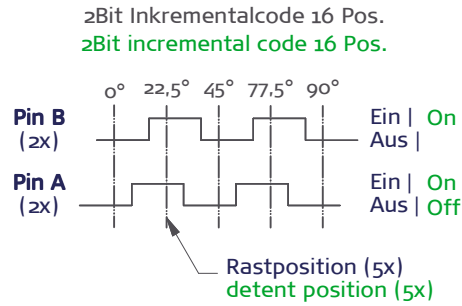 2Bit Inkrementalcode 16 Pos.
2Bit incremental code 16 Pos.
0° 22,5° 45° 77,5° 90°
Pin B Ein | On
(2x) Aus |
Pin A Ein | On
(2x) Aus | Off
Rastposition (5x)
detent position (5x)